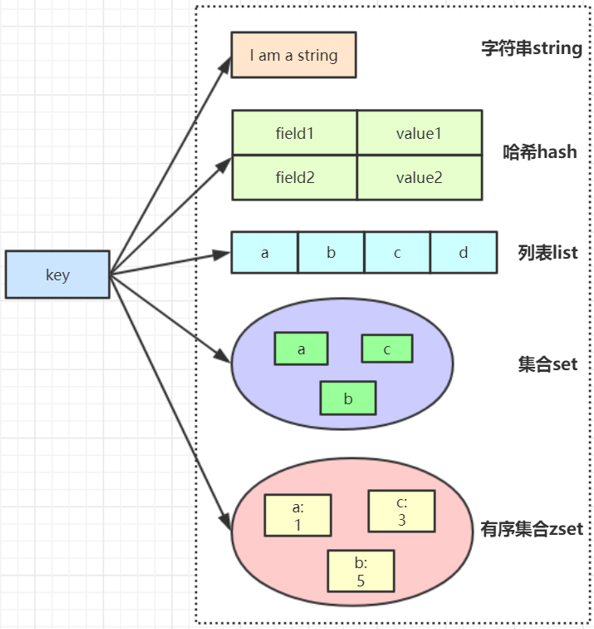 I am a string
字符串string
field1 value1
field2 value2
哈希hash
key
a b c d
列表list
a
c
b
集合set
a:
1
c:
3
b:
5
有序集合zset